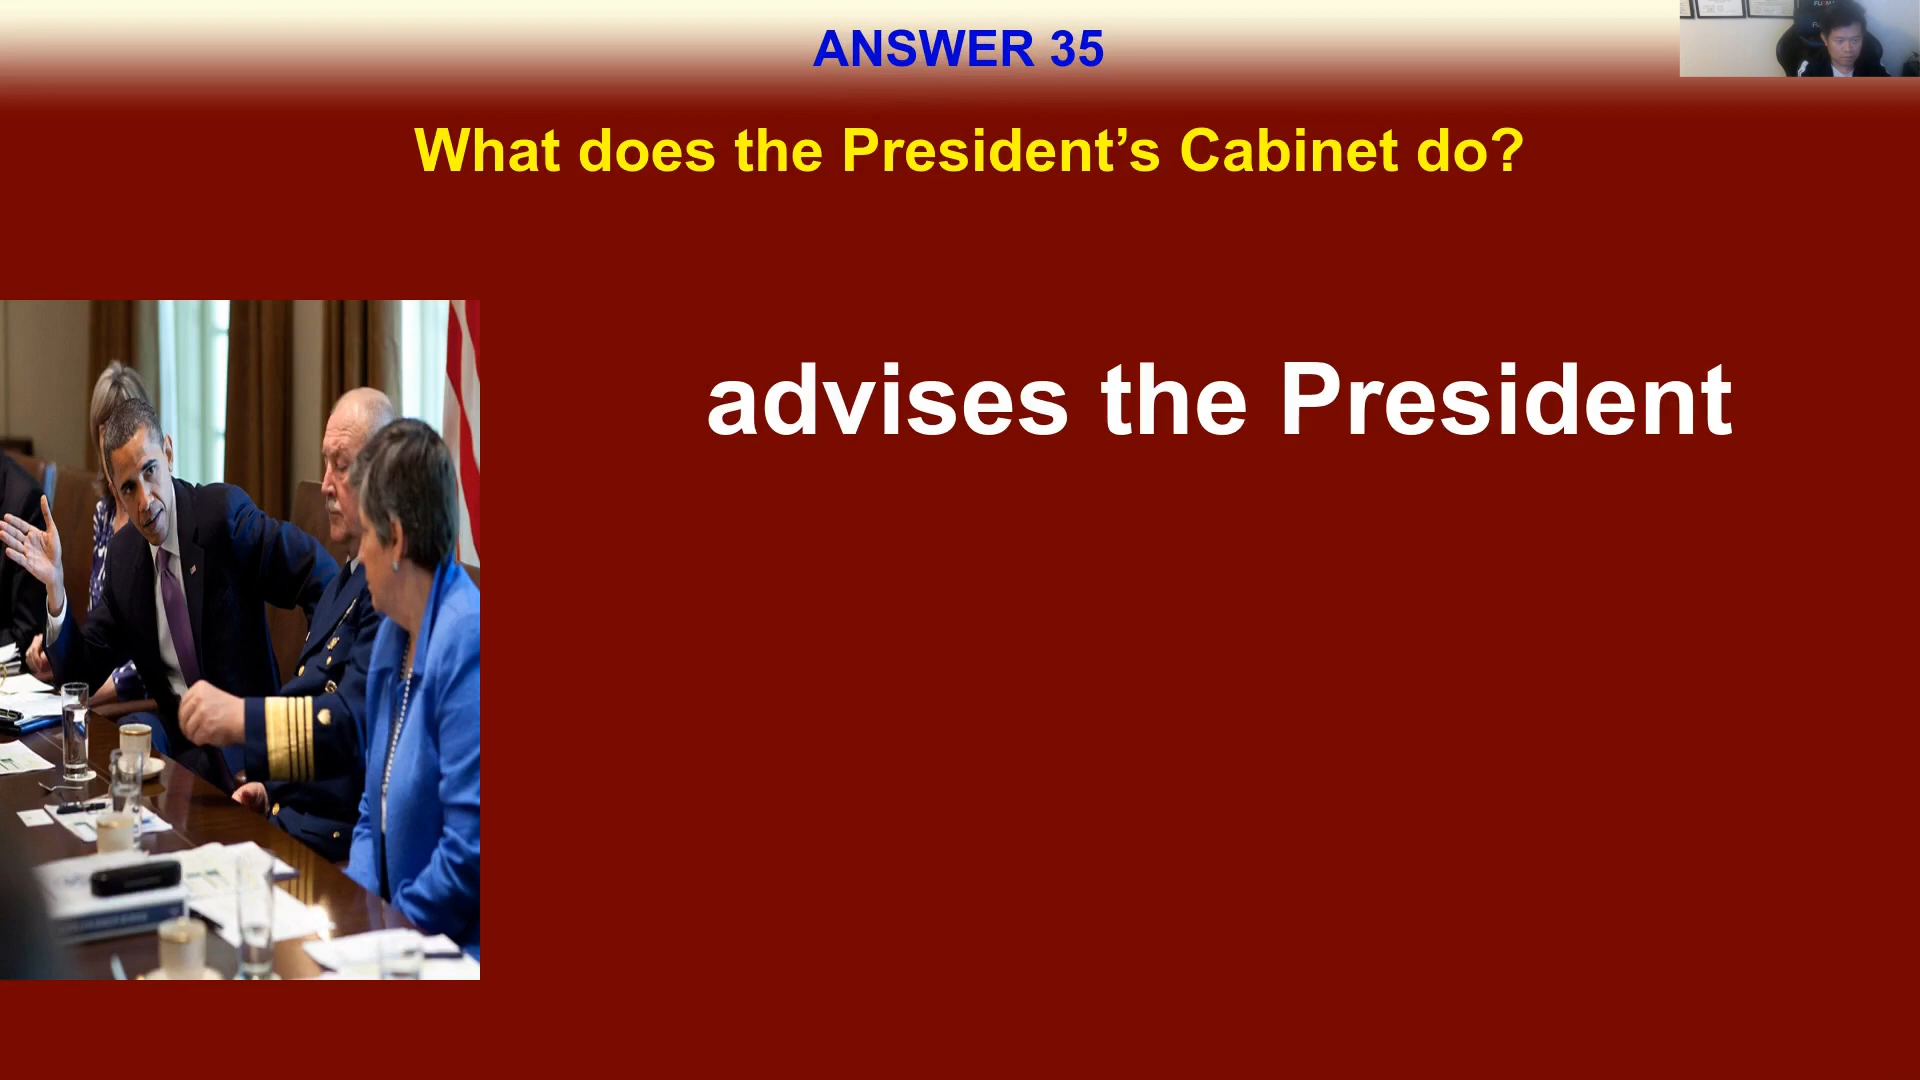 ANSWER 35
What does the President’s Cabinet do?
advises the President